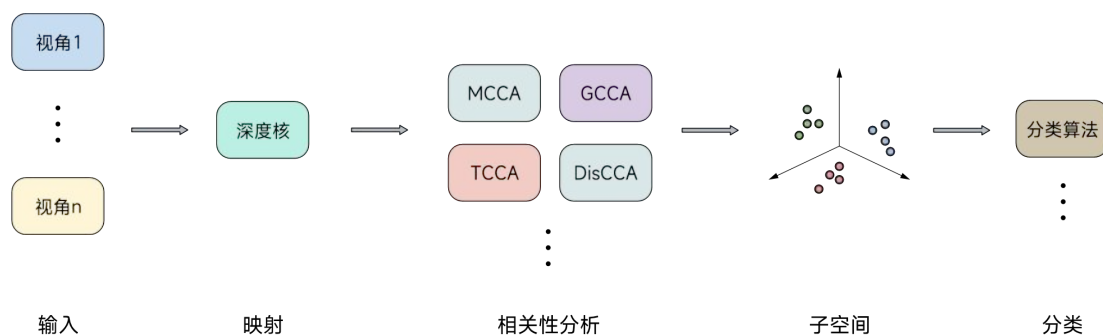 视角1
视角n
深度核
MCCA
GCCA
TCCA
DisCCA
分类算法
输入
映射
相关性分析
子空间
分类